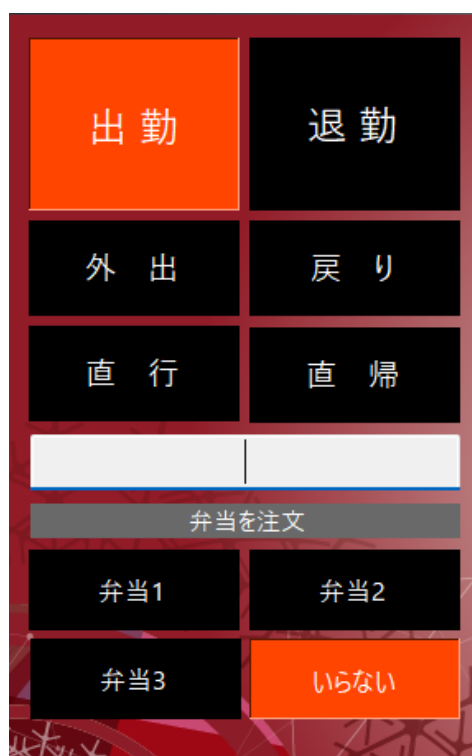 出 勤
退 勤
外　出
戻　り
直　行
直　帰
弁当を注文
弁当1
弁当2
弁当3
いらない